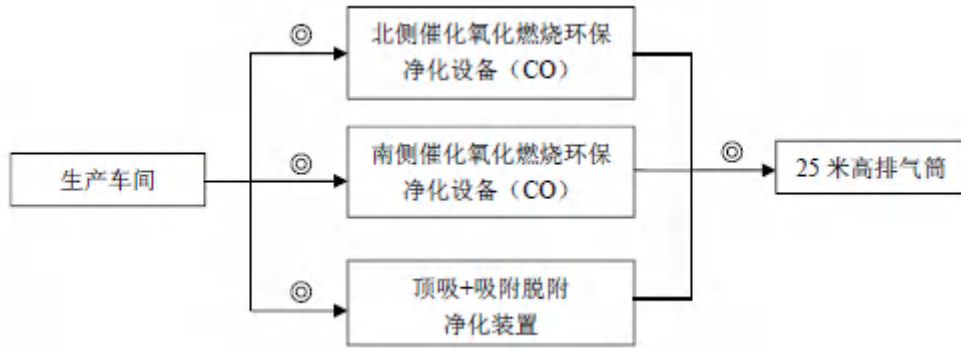 北侧催化氧化燃烧环保
净化设备（CO）
生产车间
南侧催化氧化燃烧环保
净化设备（CO）
25 米高排气筒
顶吸+吸附脱附
净化装置